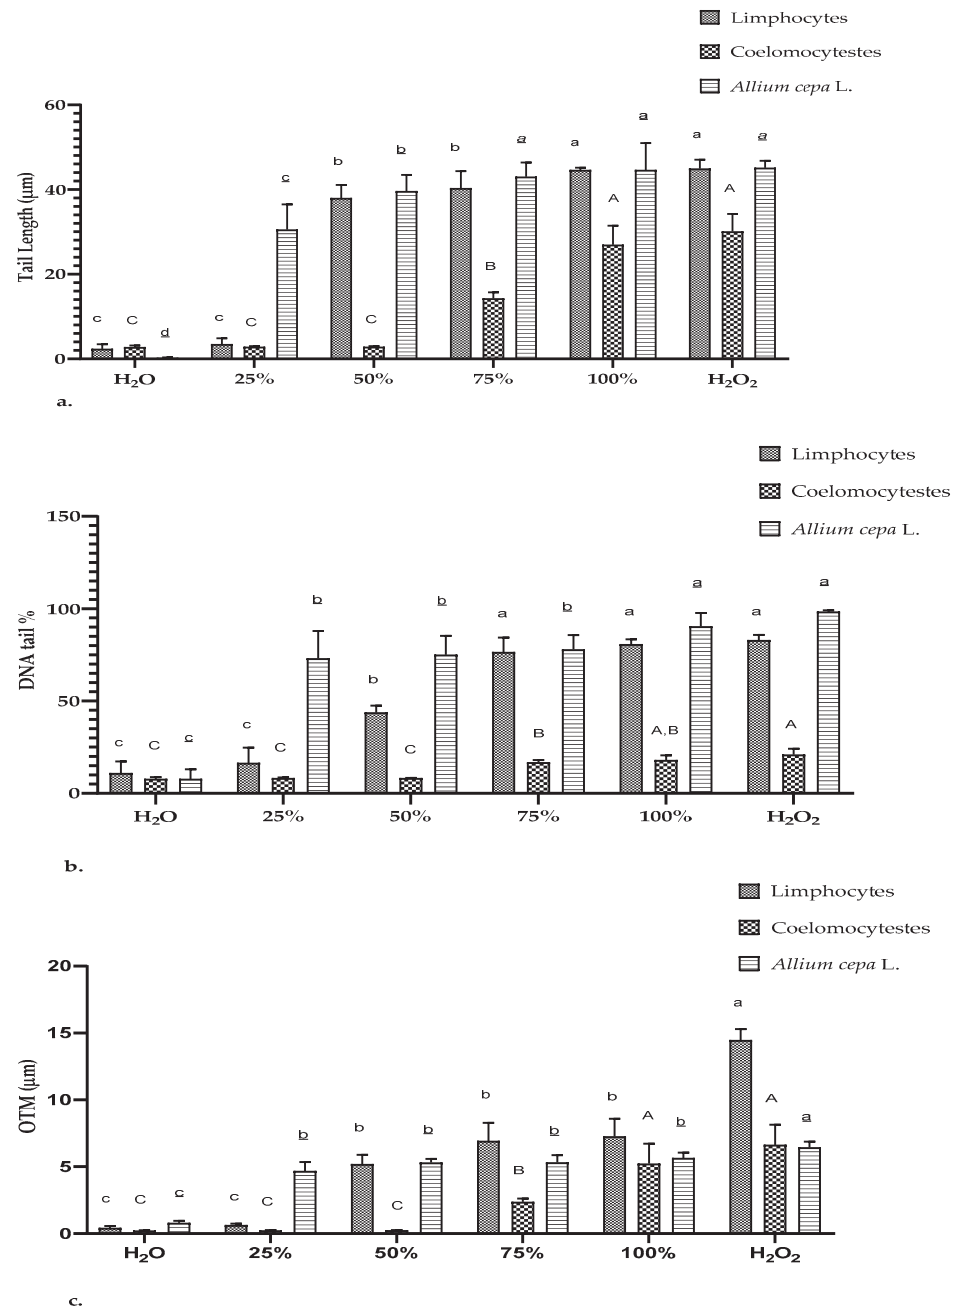 Limphocytes
Coelomocytestes
Allium cepa L.
60
40
20
0
Tail Length (μm)
c C d
c C c
b C b
b B a
a A a
a A a
H₂O 25% 50% 75% 100% H₂O₂
a.
Limphocytes
Coelomocytestes
Allium cepa L.
150
100
50
0
DNA tail %
c C c
c C b
b C b
a B b
a A,B a
a A a
H₂O 25% 50% 75% 100% H₂O₂
b.
Limphocytes
Coelomocytestes
Allium cepa L.
20
15
10
5
0
OTM (μm)
c C c
c C b
b C b
b B b
b A b
a A a
H₂O 25% 50% 75% 100% H₂O₂
c.